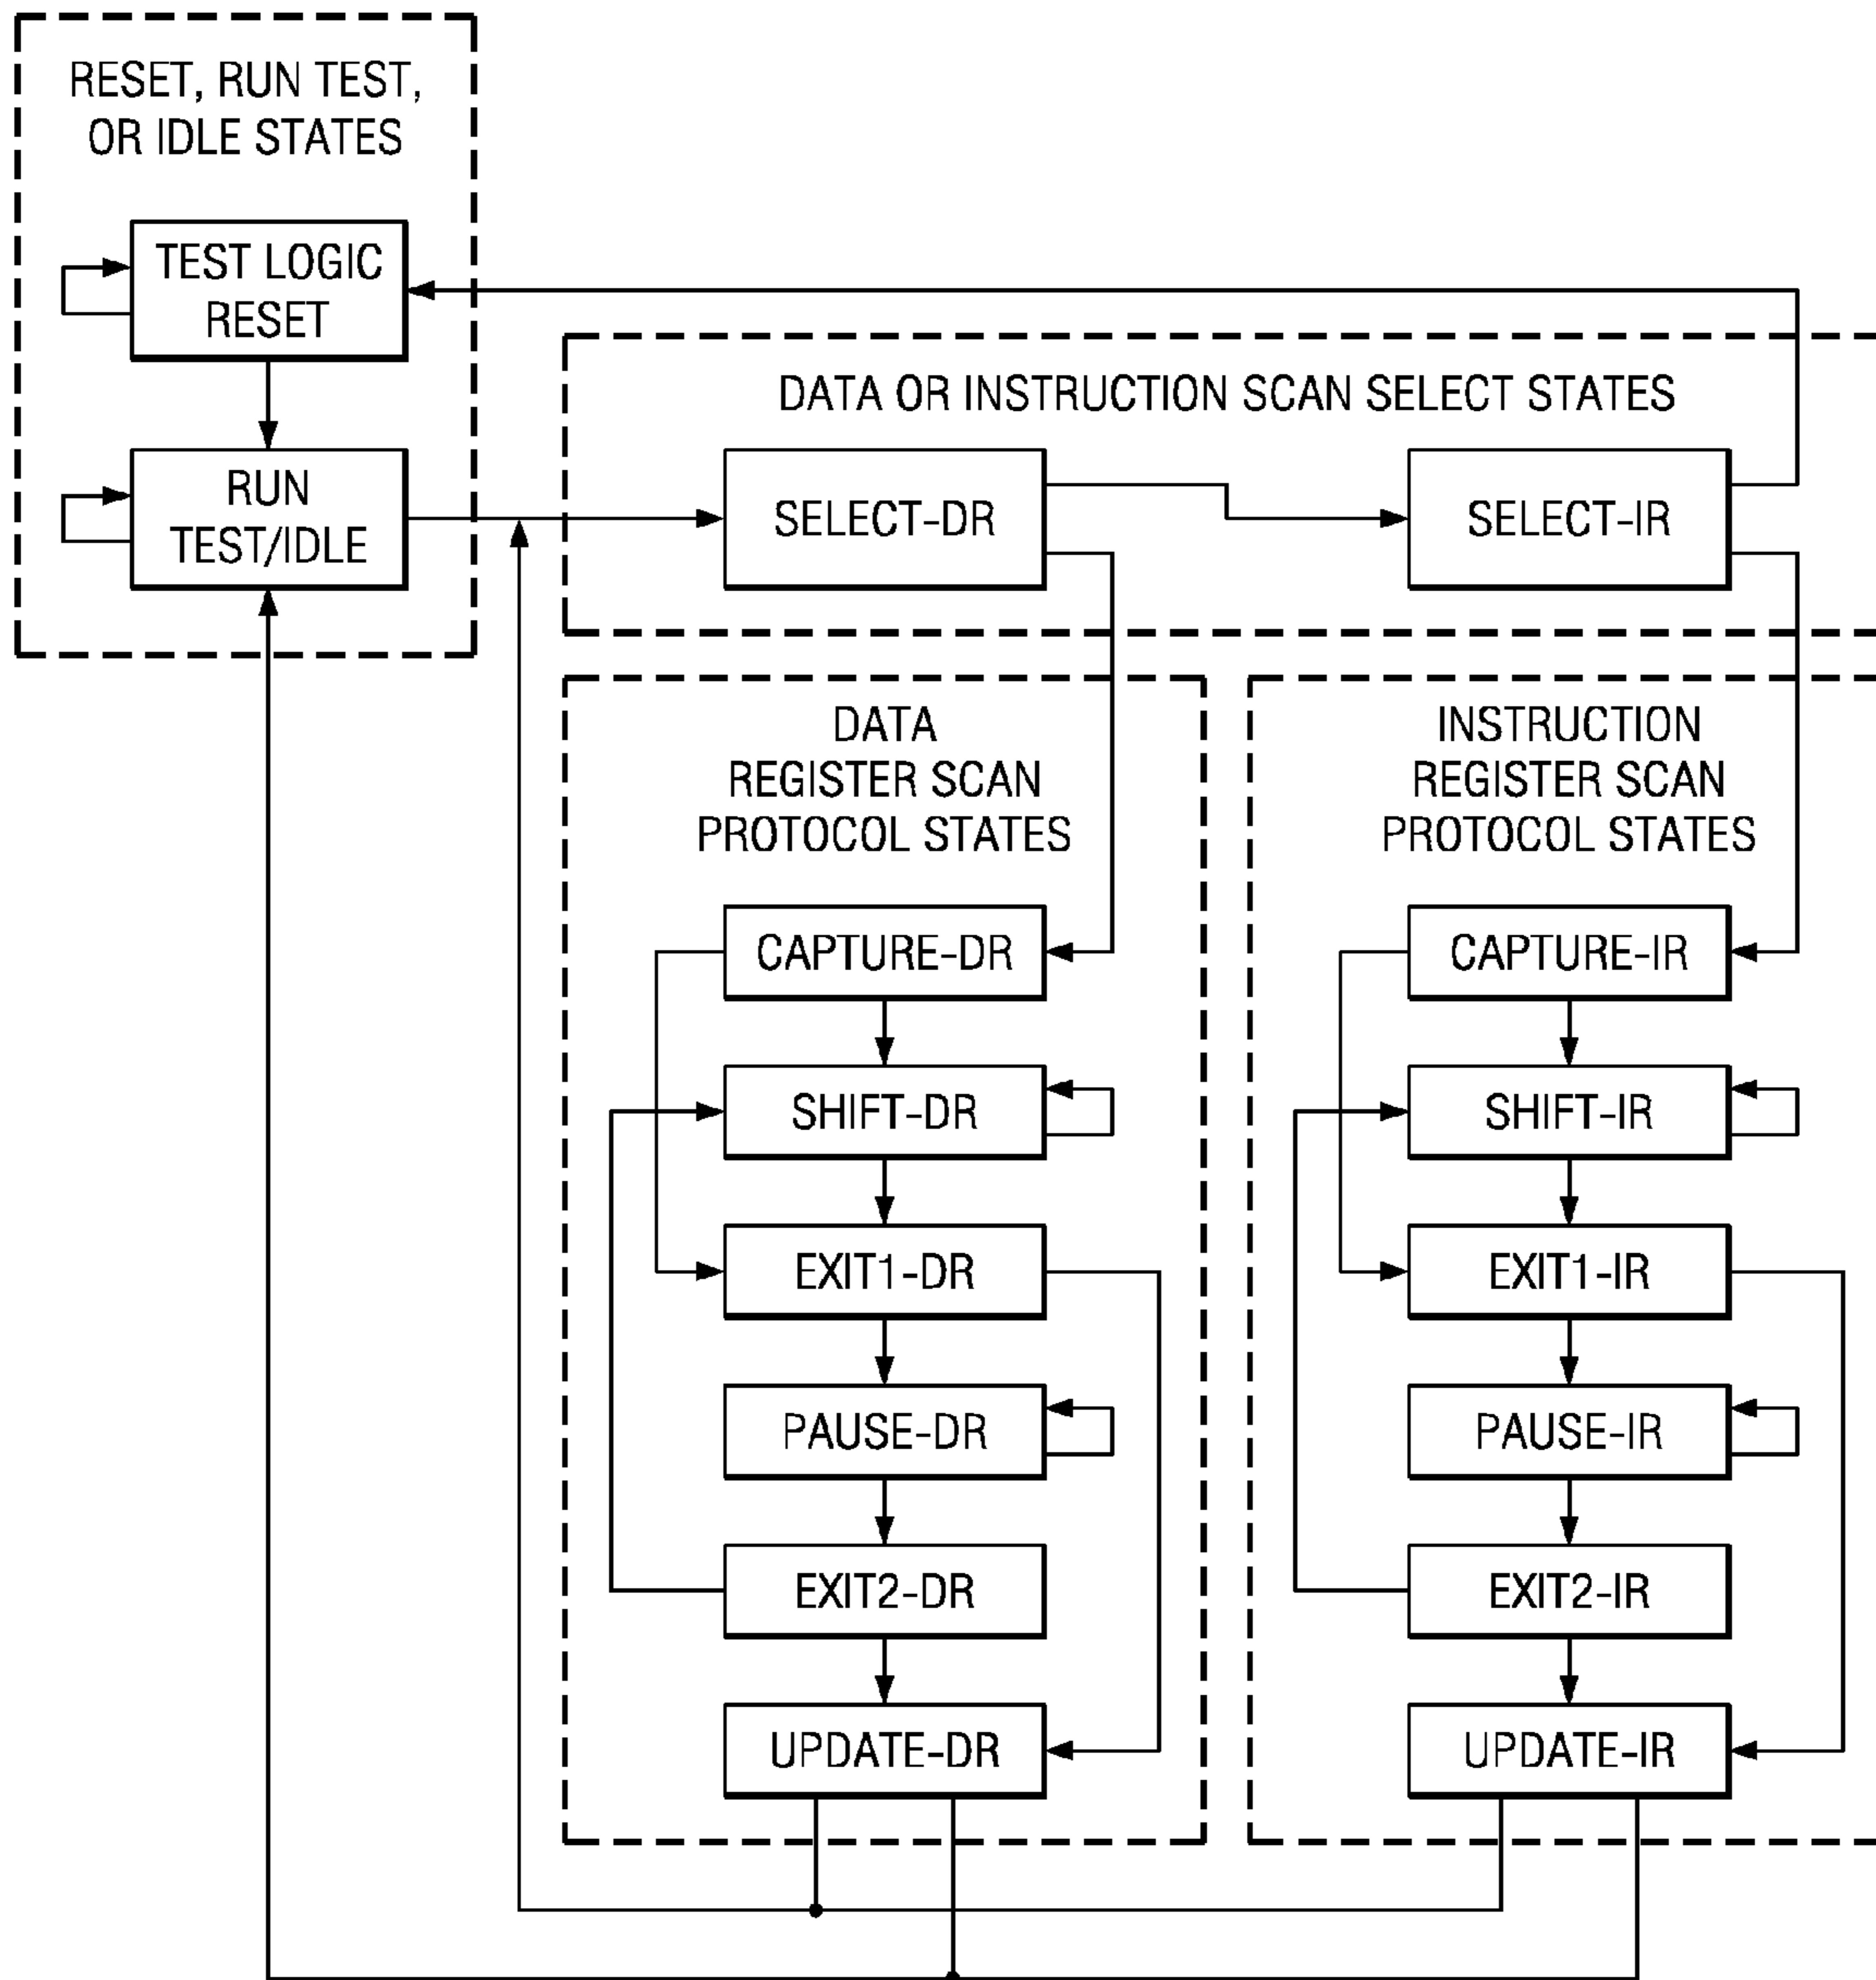 RESET, RUN TEST,
OR IDLE STATES
TEST LOGIC
RESET
RUN
TEST/IDLE
DATA OR INSTRUCTION SCAN SELECT STATES
SELECT-DR
SELECT-IR
DATA
REGISTER SCAN
PROTOCOL STATES
CAPTURE-DR
SHIFT-DR
EXIT1-DR
PAUSE-DR
EXIT2-DR
UPDATE-DR
INSTRUCTION
REGISTER SCAN
PROTOCOL STATES
CAPTURE-IR
SHIFT-IR
EXIT1-IR
PAUSE-IR
EXIT2-IR
UPDATE-IR